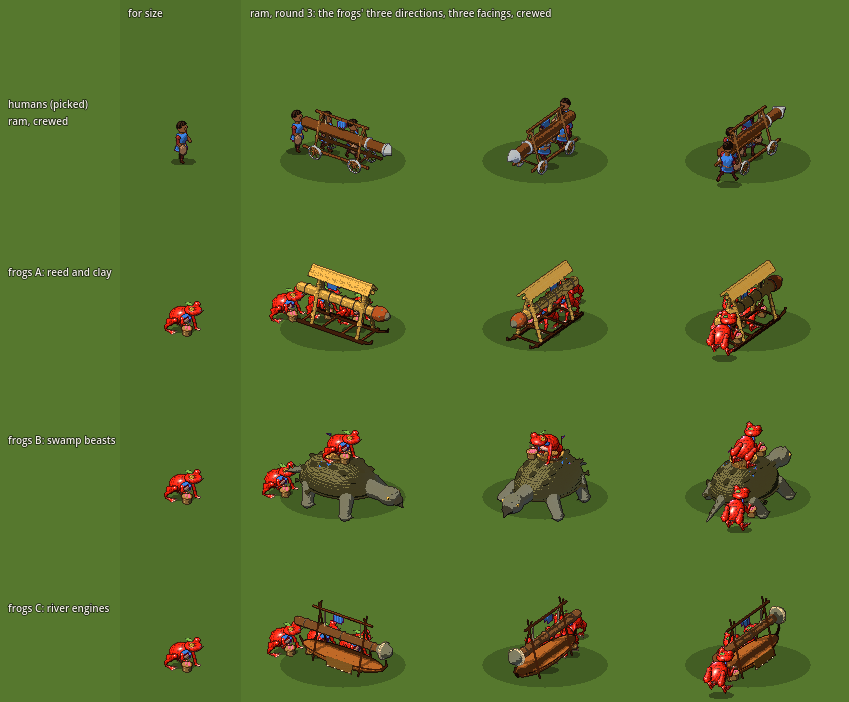 for size
ram, round 3: the frogs' three directions, three facings, crewed
humans (picked)
ram, crewed
frogs A: reed and clay
frogs B: swamp beasts
frogs C: river engines